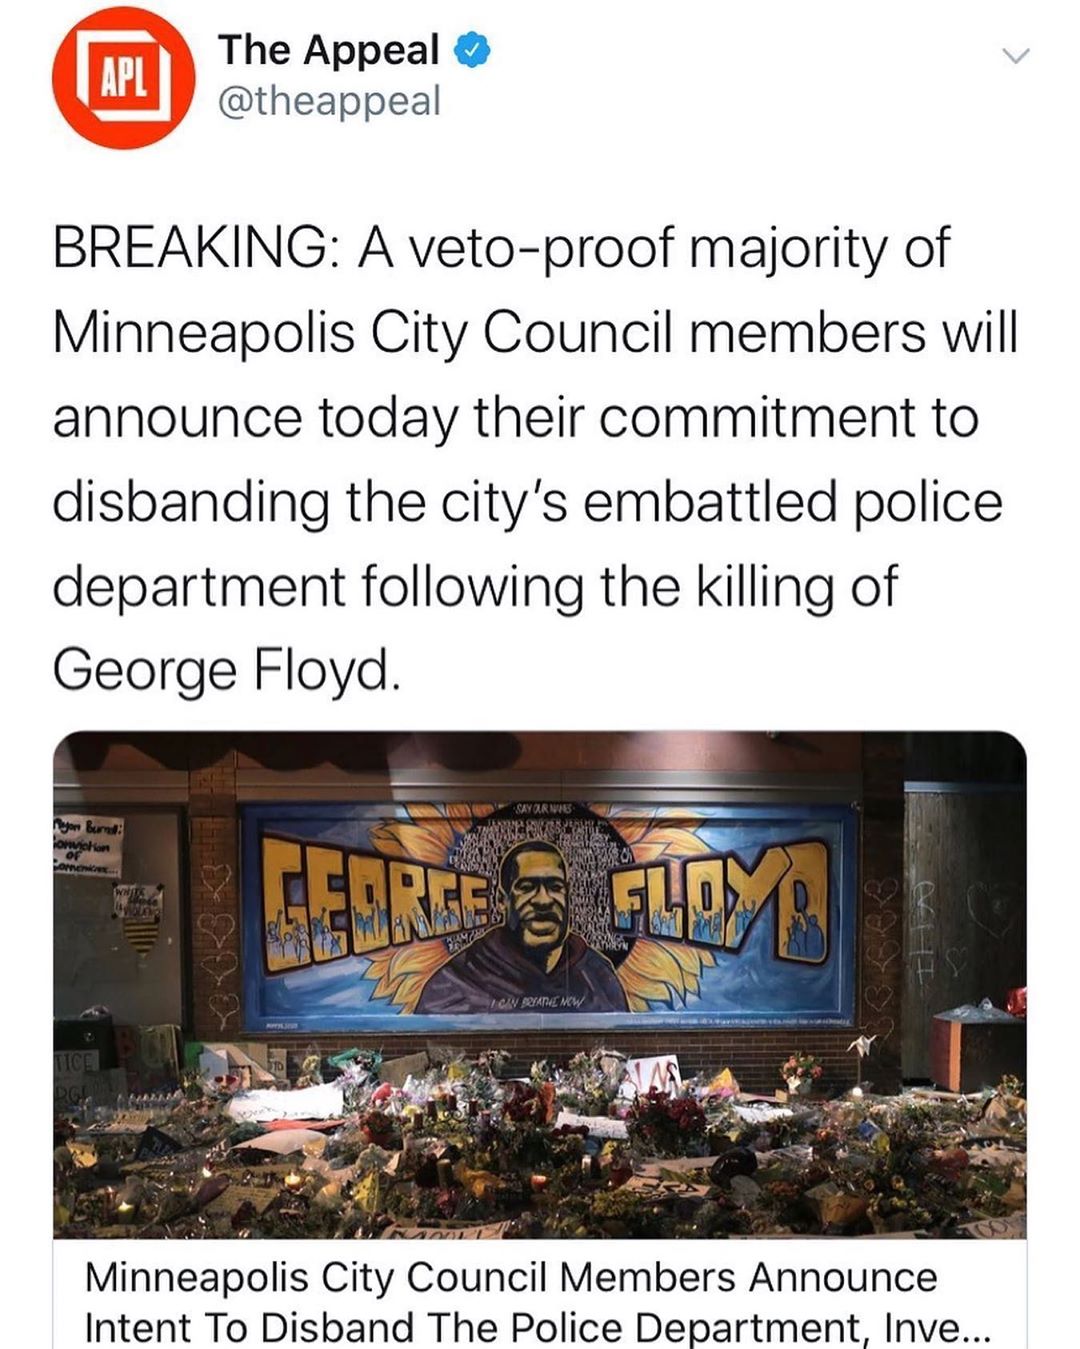 APL
The Appeal
@theappeal
BREAKING: A veto-proof majority of
Minneapolis City Council members will
announce today their commitment to
disbanding the city's embattled police
department following the killing of
George Floyd.
SAY OUR NAMES
GEORGE FLOYD
I CAN BREATHE NOW
Minneapolis City Council Members Announce
Intent To Disband The Police Department, Inve...